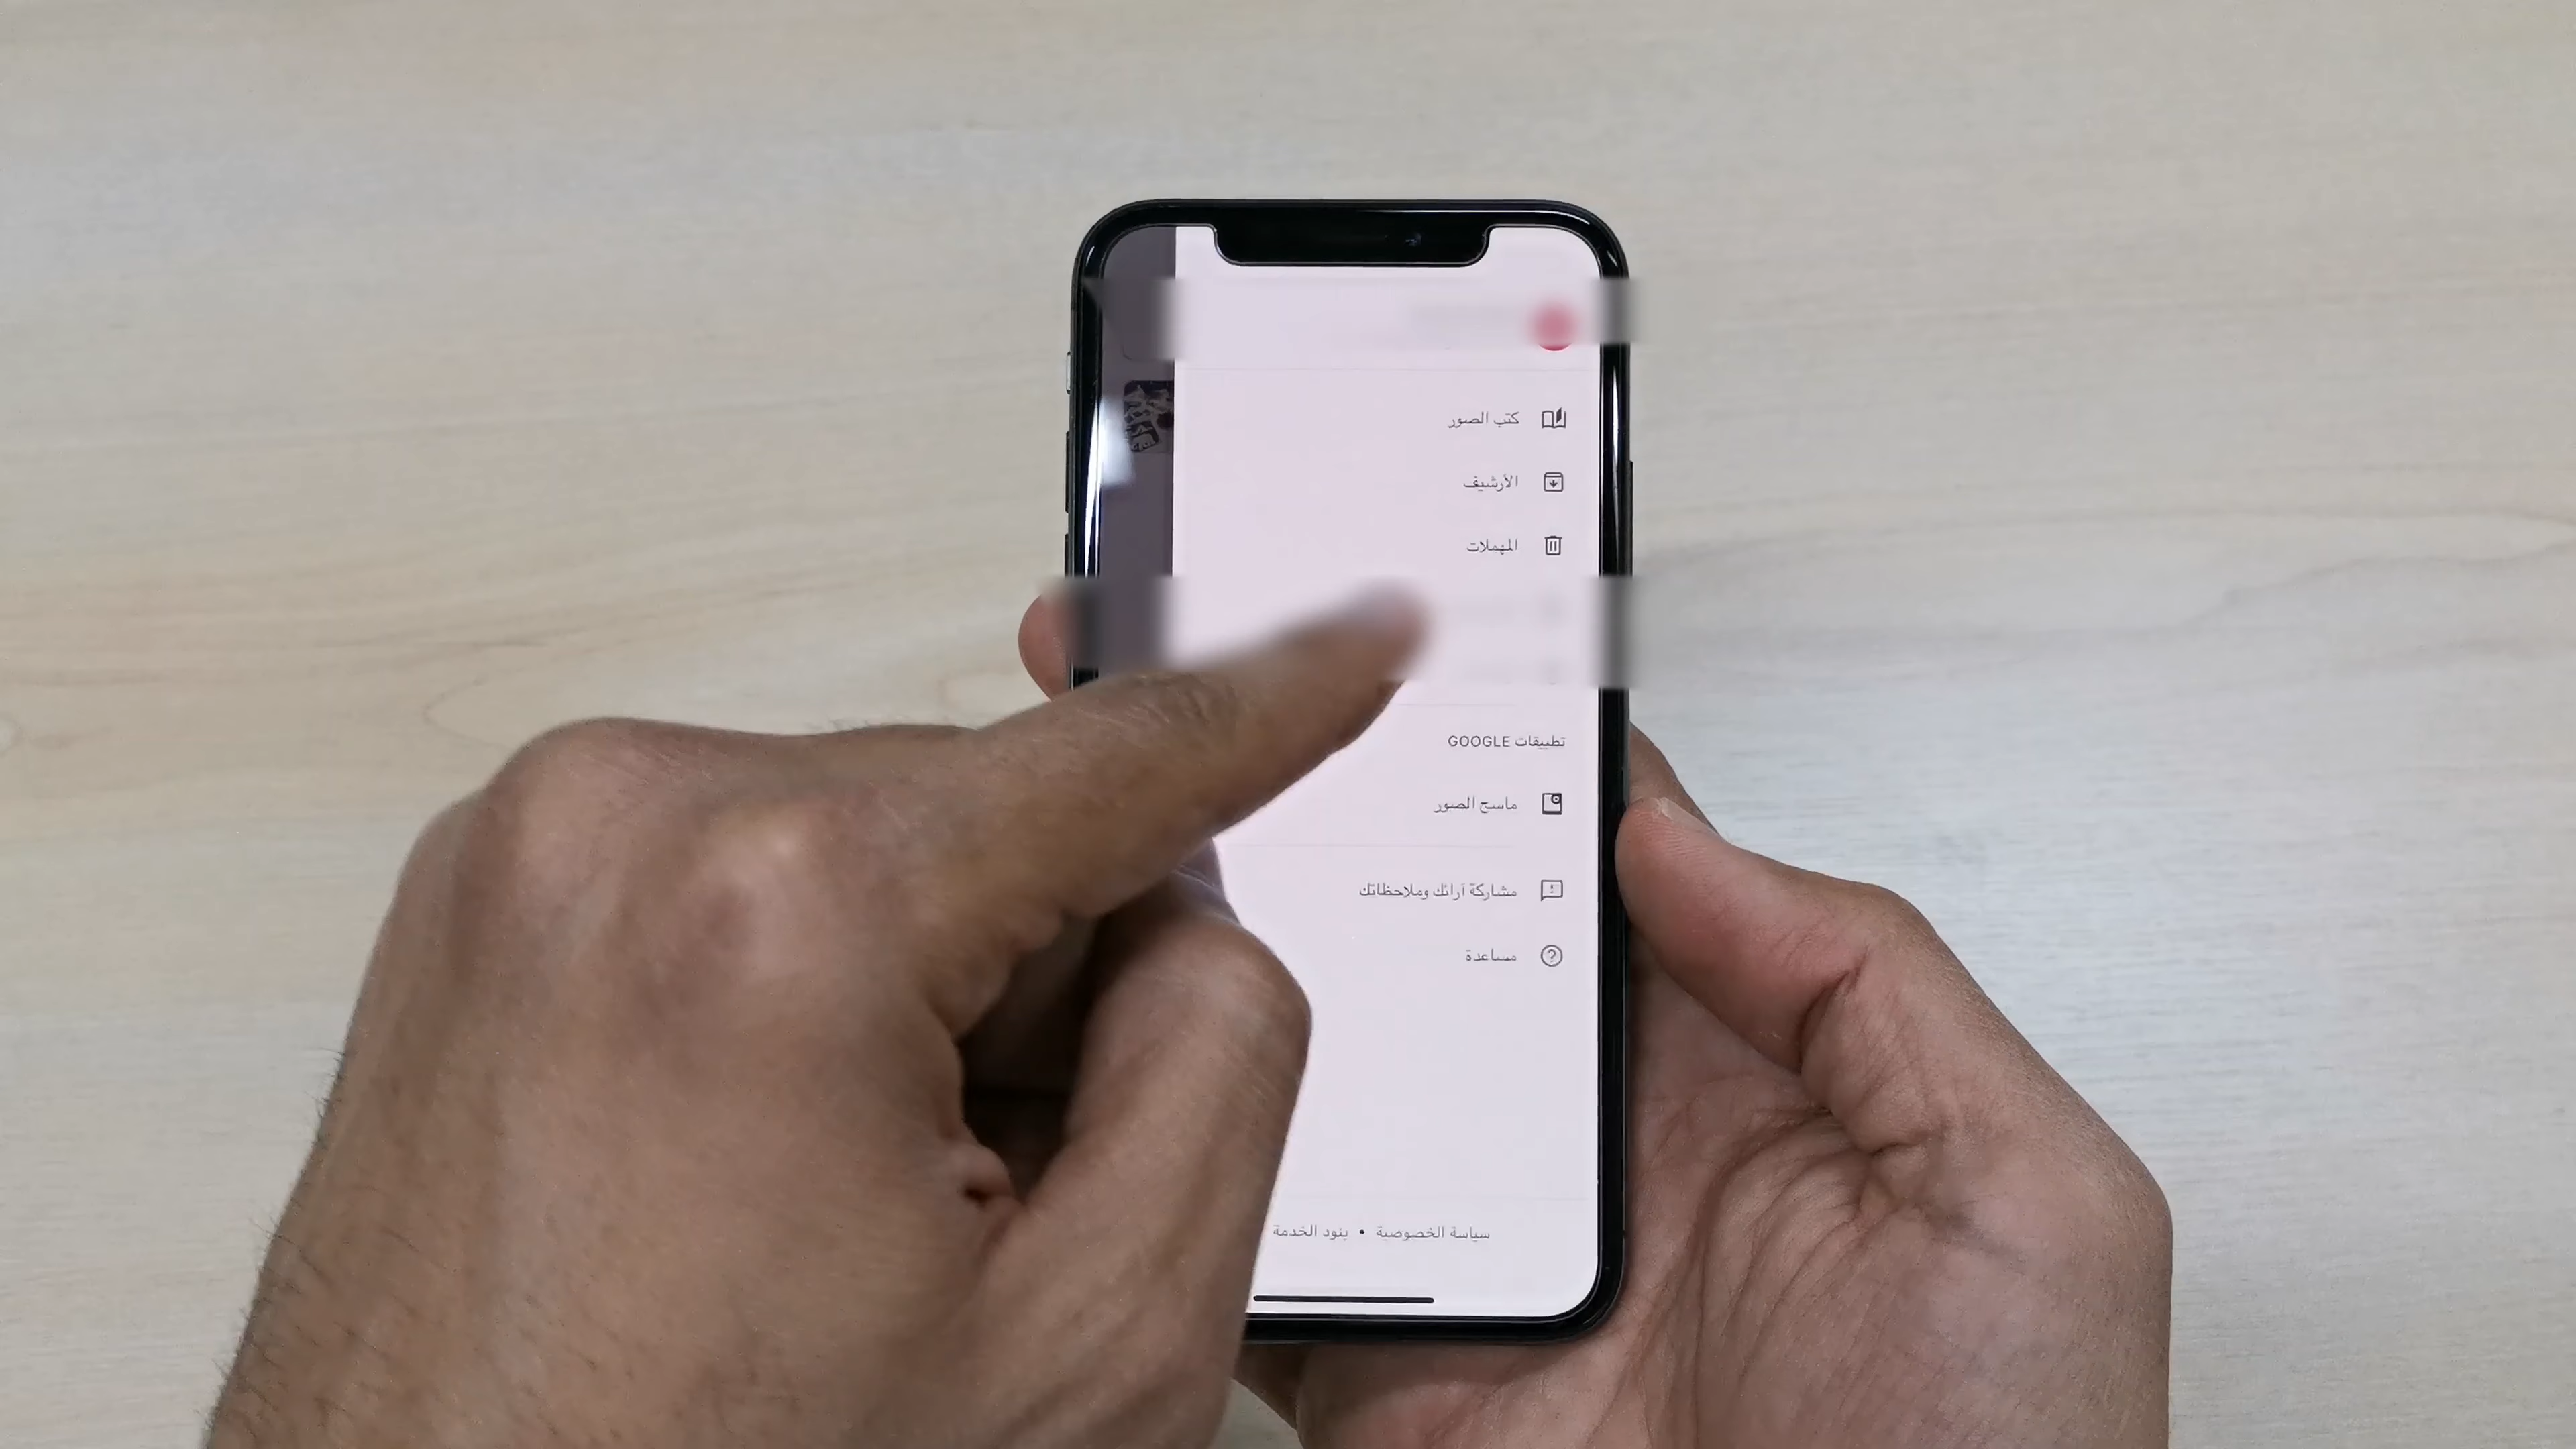 كتب الصور
الأرشيف
المهملات
تطبيقات GOOGLE
ماسح الصور
مشاركة آرائك وملاحظاتك
مساعدة
سياسة الخصوصية • بنود الخدمة